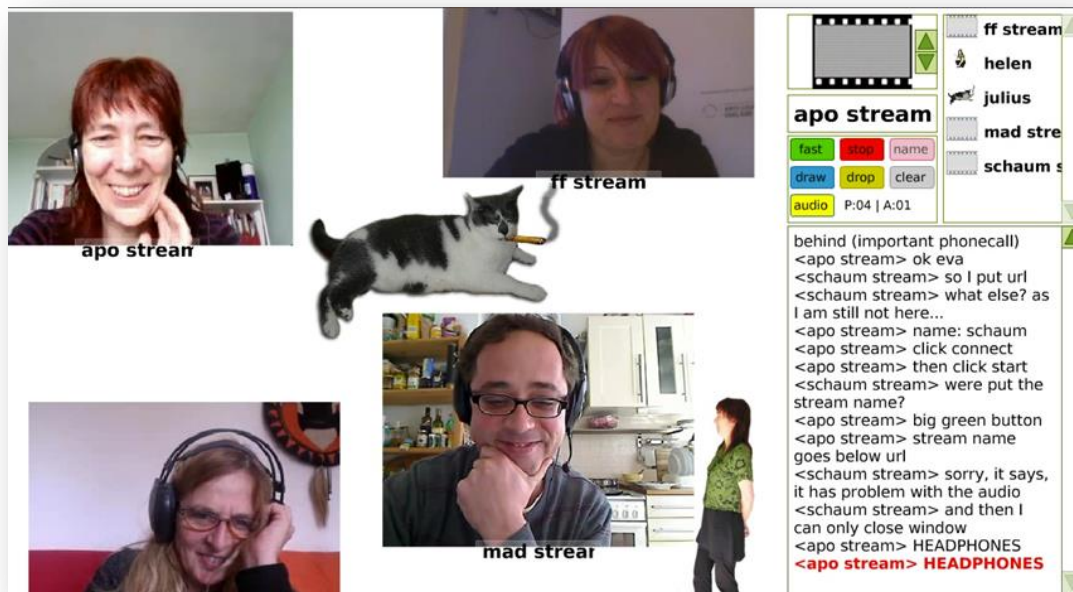 apo stream
ff stream
mad strear
apo stream
fast
stop
name
draw
drop
clear
audio
P:04 | A:01
ff stream
helen
julius
mad stre
schaum s
behind (important phonecall)
<apo stream> ok eva
<schaum stream> so I put url
<schaum stream> what else? as
I am still not here...
<apo stream> name: schaum
<apo stream> click connect
<apo stream> then click start
<schaum stream> were put the
stream name?
<apo stream> big green button
<apo stream> stream name
goes below url
<schaum stream> sorry, it says,
it has problem with the audio
<schaum stream> and then I
can only close window
<apo stream> HEADPHONES
<apo stream> HEADPHONES